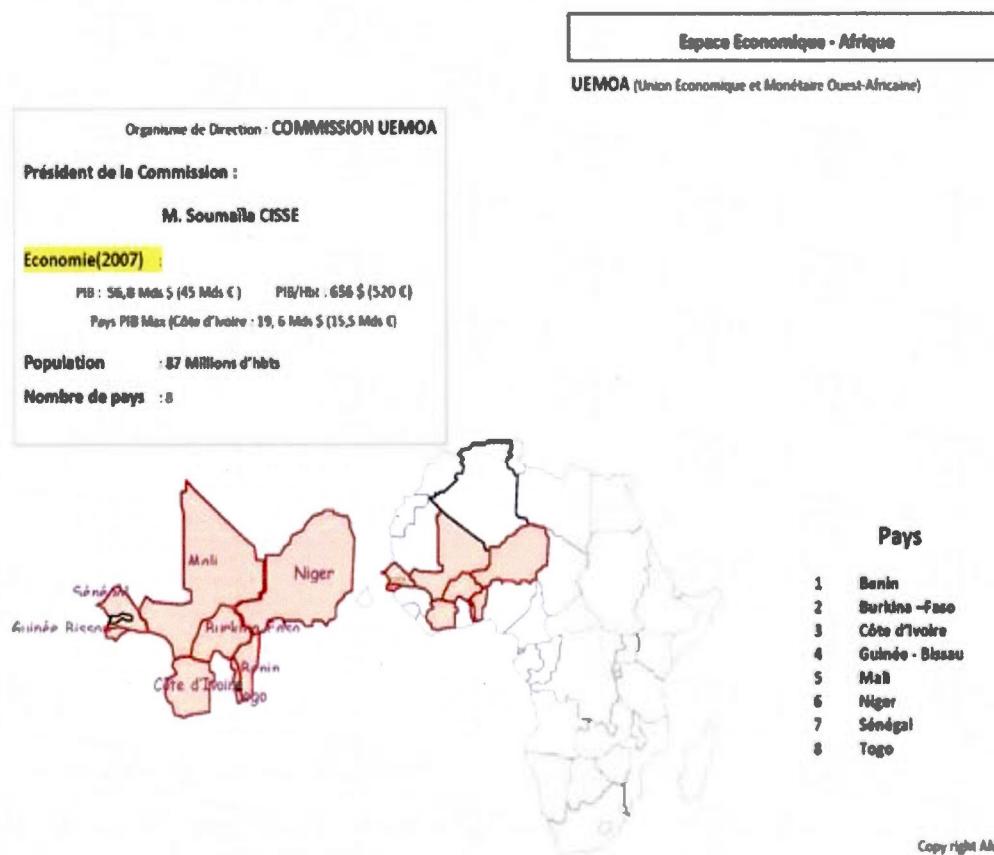 Espace Economique - Afrique
UEMOA (Union Economique et Monétaire Ouest-Africaine)
Organisme de Direction : COMMISSION UEMOA
Président de la Commission :
M. Soumaïla CISSE
Economie(2007) :
PIB : 56,8 Mds $ (45 Mds € ) PIB/Hbt : 656 $ (520 €)
Pays PIB Max (Côte d'Ivoire : 19, 6 Mds $ (15,5 Mds €)
Population : 87 Millions d'hbts
Nombre de pays : 8
Mali
Niger
Sénégal
Guinée
Burkina
Bénin
Côte d'Ivoire
Togo
Pays
1 Benin
2 Burkina –Faso
3 Côte d'Ivoire
4 Guinée - Bissau
5 Mali
6 Niger
7 Sénégal
8 Togo
Copy right